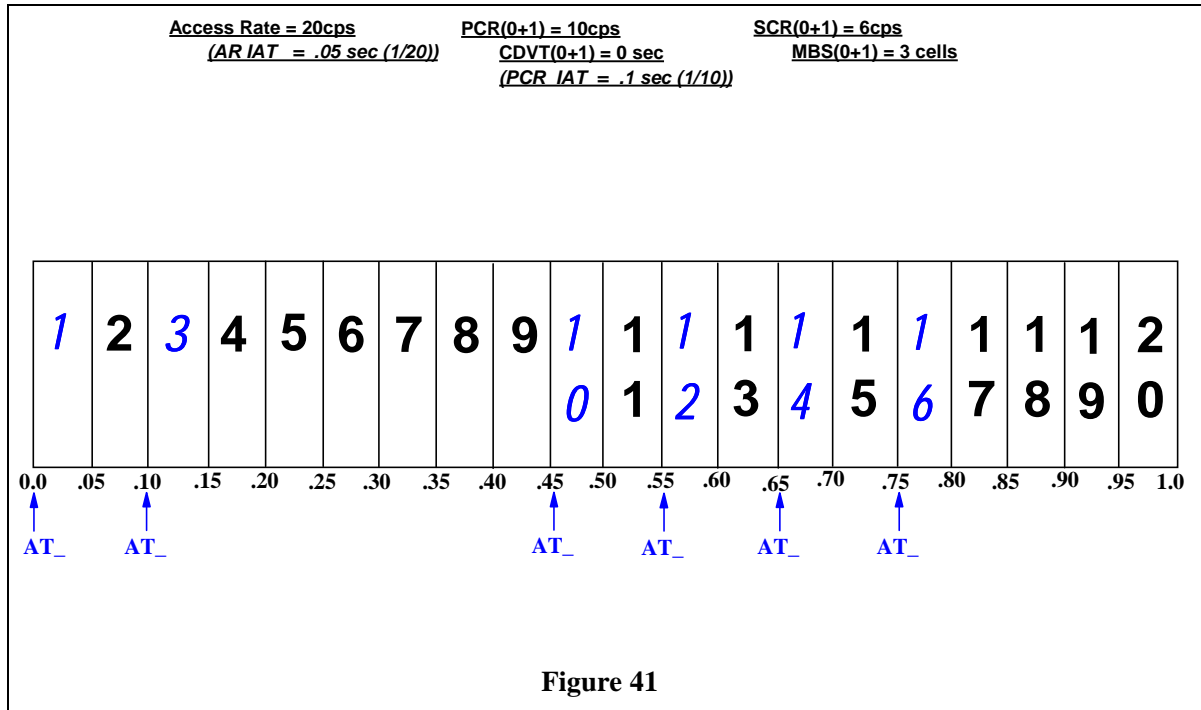 Access Rate = 20cps PCR(0+1) = 10cps SCR(0+1) = 6cps
(AR IAT = .05 sec (1/20)) CDVT(0+1) = 0 sec MBS(0+1) = 3 cells
(PCR IAT = .1 sec (1/10))
1 2 3 4 5 6 7 8 9 1 1 1 1 1 1 1 1 1 1 2
0 1 2 3 4 5 6 7 8 9 0
0.0 .05 .10 .15 .20 .25 .30 .35 .40 .45 .50 .55 .60 .65 .70 .75 .80 .85 .90 .95 1.0
AT_ AT_ AT_ AT_ AT_ AT_
Figure 41